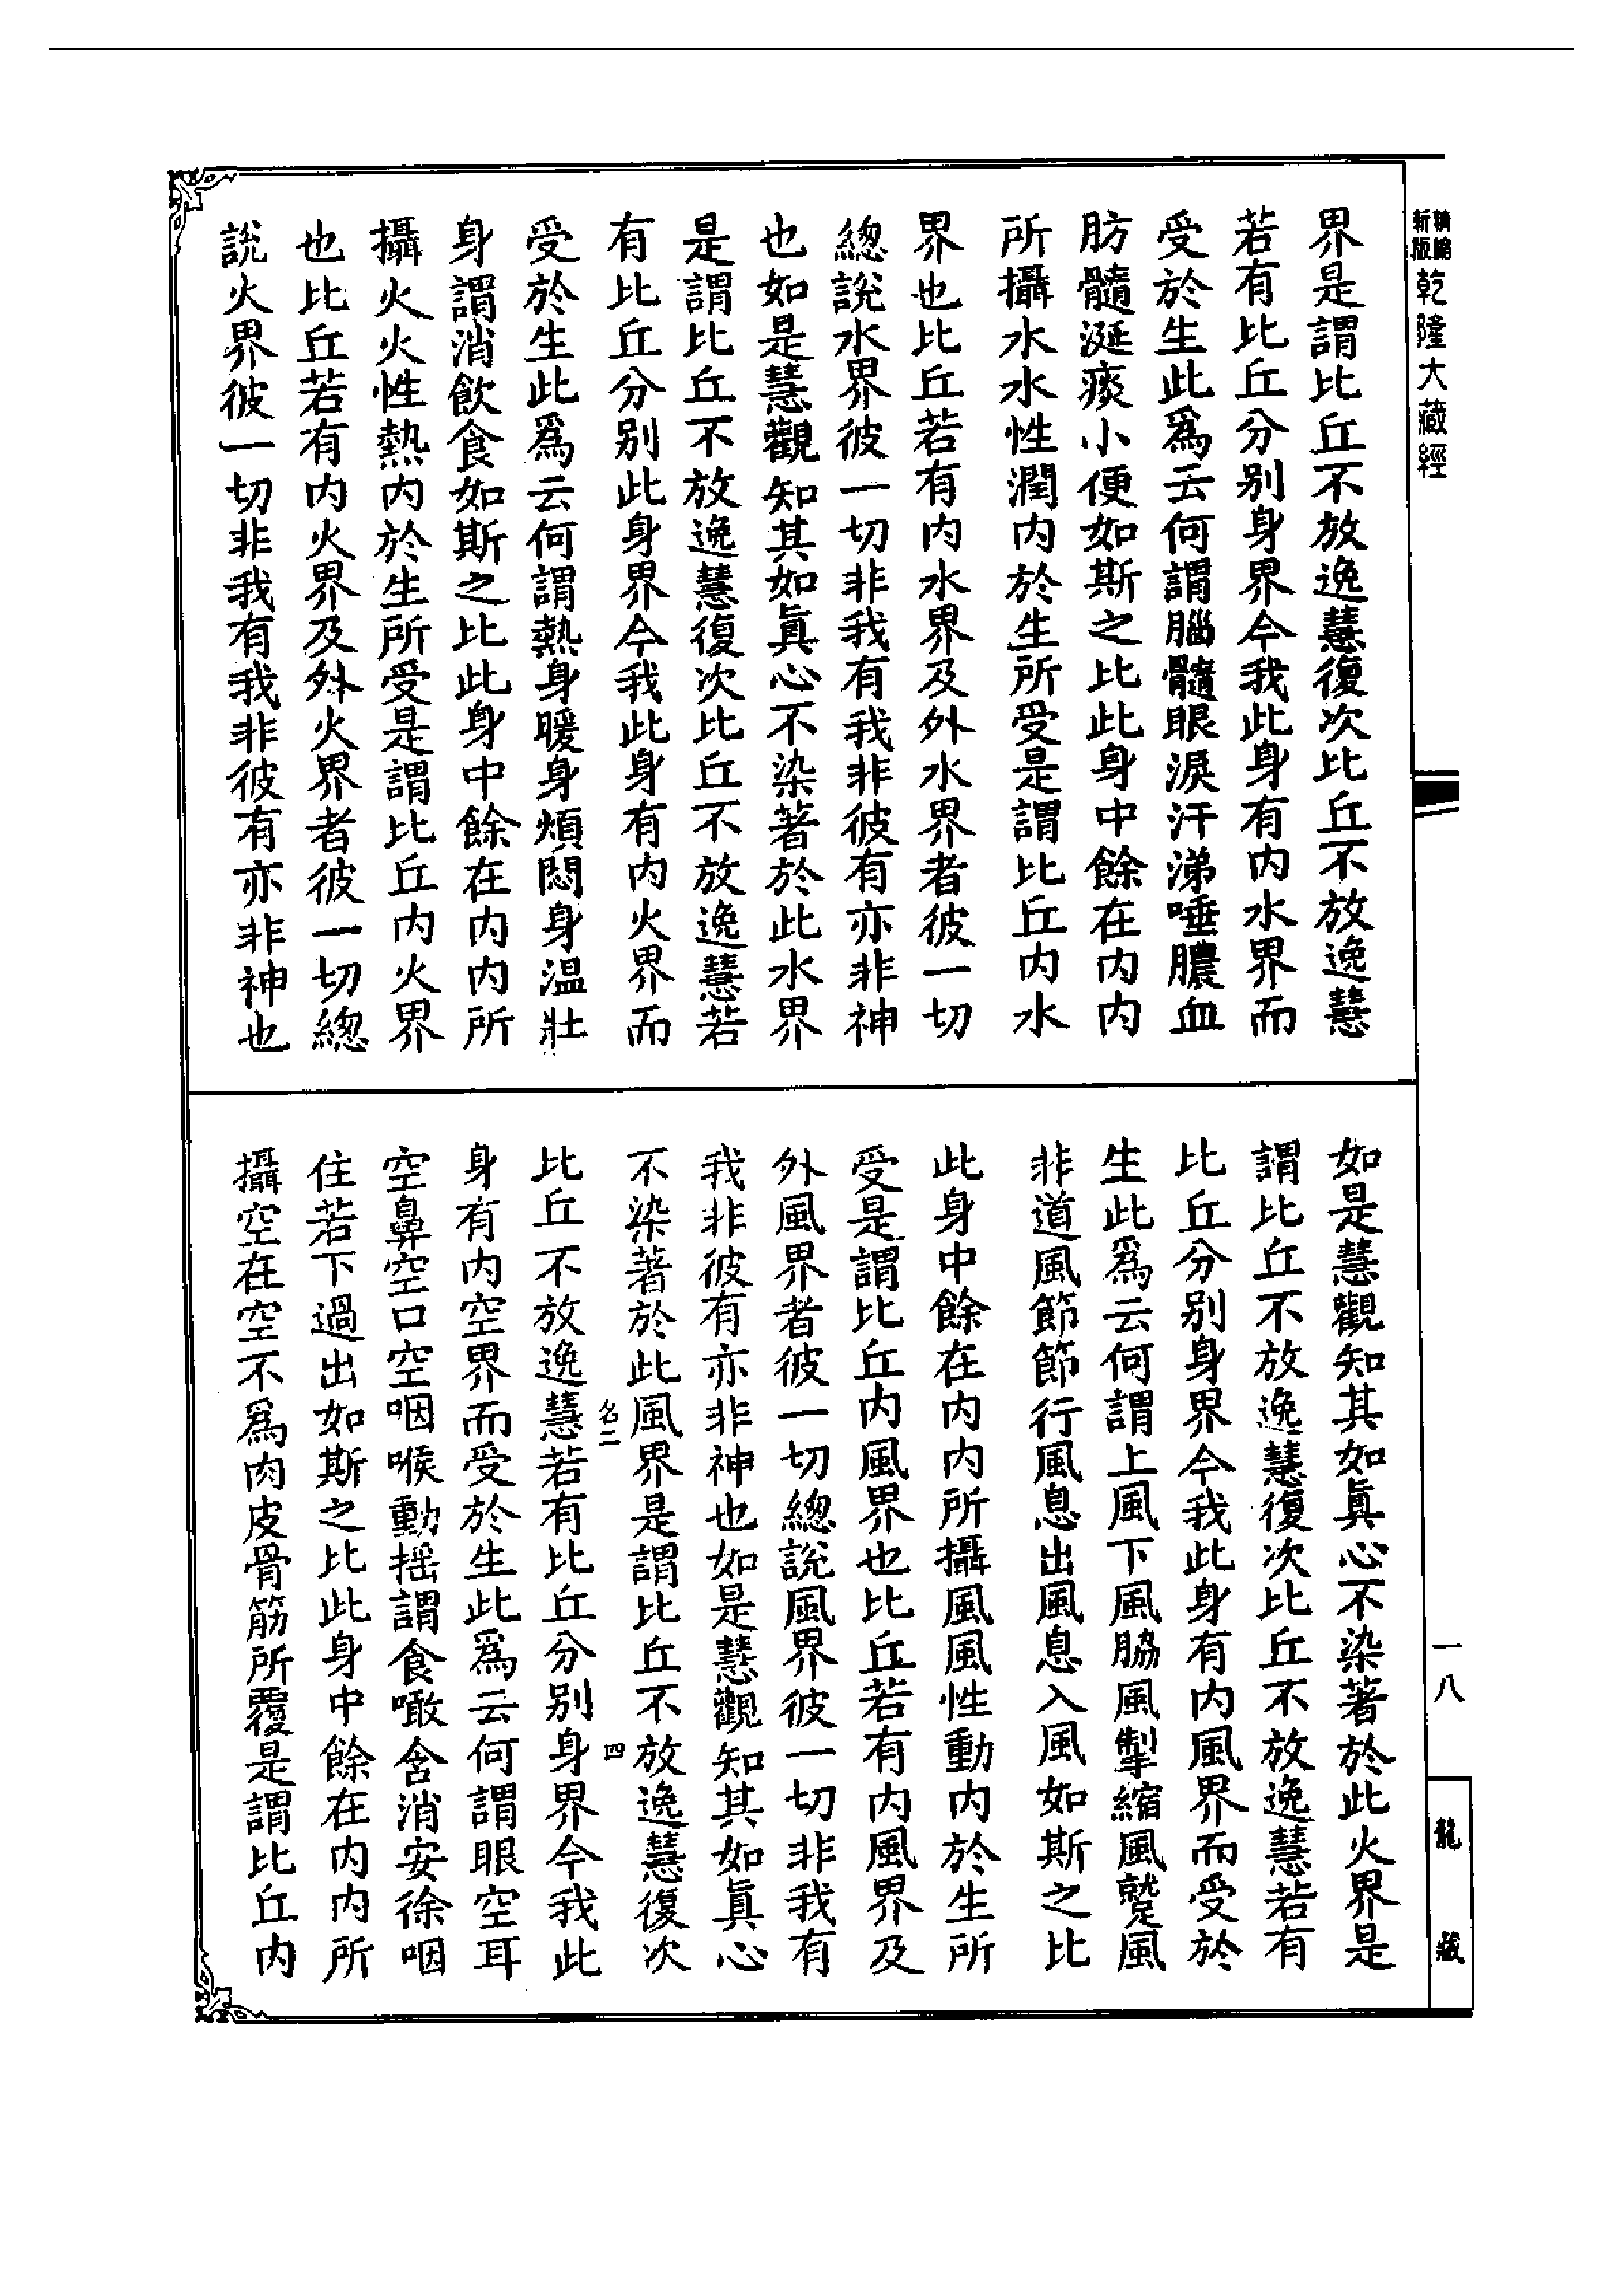 精縮新版乾隆大藏經
界是謂比丘不放逸慧復次比丘不放逸慧
若有比丘分別身界今我此身有內水界而
受於生此爲云何謂腦髓眼淚汗涕唾膿血
肪髓涎痰小便如斯之比此身中餘在內內
所攝水水性潤內於生所受是謂比丘內水
界也比丘若有內水界及外水界者彼一切
總說水界彼一切非我有我非彼有亦非神
也如是慧觀知其如真心不染著於此水界
是謂比丘不放逸慧復次比丘不放逸慧若
有比丘分別此身界今我此身有內火界而
受於生此爲云何謂熱身暖身煩悶身溫壯
身謂消飲食如斯之比此身中餘在內內所
攝火火性熱內於生所受是謂比丘內火界
也比丘若有內火界及外火界者彼一切總
說火界彼一切非我有我非彼有亦非神也
如是慧觀知其如真心不染著於此火界是
謂比丘不放逸慧復次比丘不放逸慧若有
比丘分別身界今我此身有內風界而受於
生此爲云何謂上風下風脇風掣縮風蹵風
非道風節節行風息出風息入風如斯之比
此身中餘在內內所攝風風性動內於生所
受是謂比丘內風界也比丘若有內風界及
外風界者彼一切總說風界彼一切非我有
我非彼有亦非神也如是慧觀知其如真心
不染著於此風界是謂比丘不放逸慧復次
名二
四
比丘不放逸慧若有比丘分別身界今我此
身有內空界而受於生此爲云何謂眼空耳
空鼻空口空咽喉動搖謂食噉含消安徐咽
住若下過出如斯之比此身中餘在內內所
攝空在空不爲肉皮骨筋所覆是謂比丘內
一八
龍藏